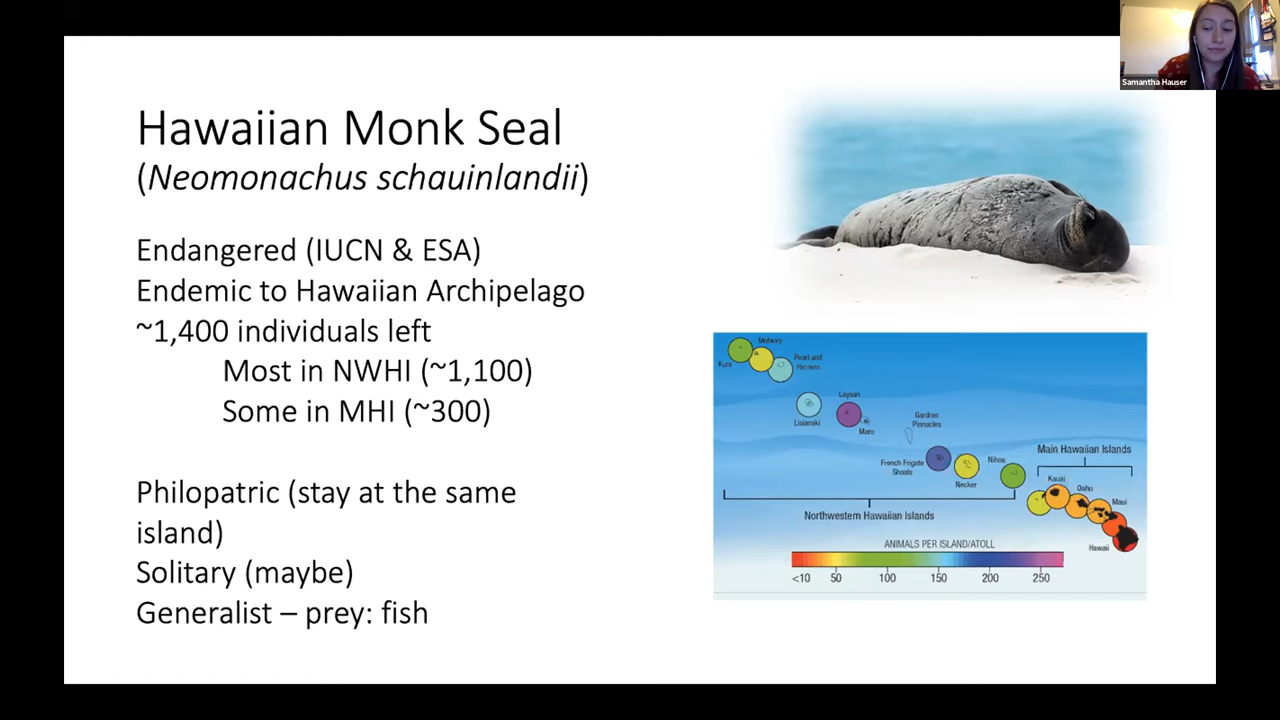 Samantha Hauser
Hawaiian Monk Seal
(Neomonachus schauinlandii)
Endangered (IUCN & ESA)
Endemic to Hawaiian Archipelago
~1,400 individuals left
Most in NWHI (~1,100)
Some in MHI (~300)
Philopatric (stay at the same
island)
Solitary (maybe)
Generalist – prey: fish
Kure
Midway
Pearl and
Hermes
Lisianski
Laysan
Maro
Gardner
Pinnacles
French Frigate
Shoals
Necker
Nihoa
Main Hawaiian Islands
Kauai
Oahu
Maui
Hawaii
Northwestern Hawaiian Islands
ANIMALS PER ISLAND/ATOLL
<10 50 100 150 200 250